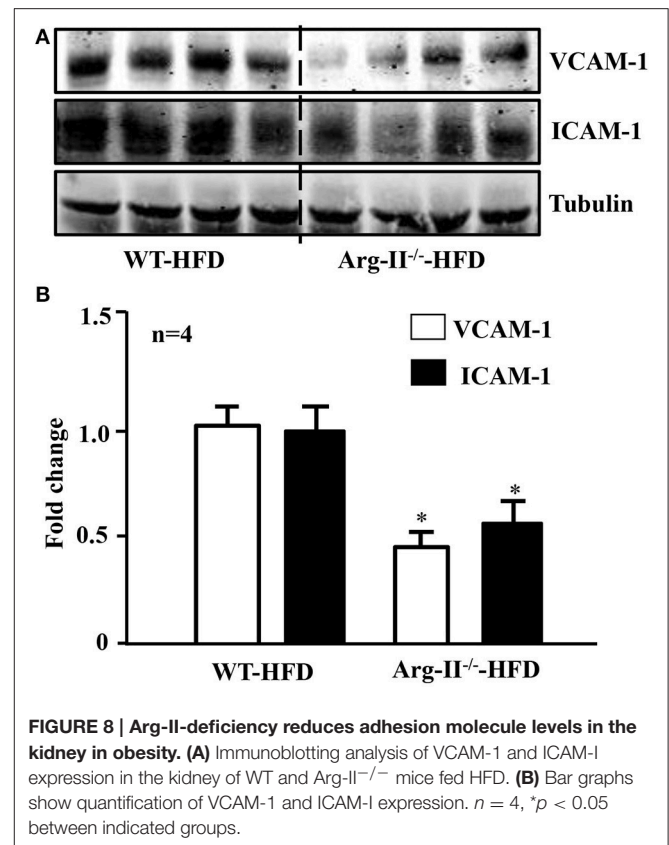 A
VCAM-1
ICAM-1
Tubulin
WT-HFD Arg-II⁻/⁻-HFD
B
1.5
n=4
VCAM-1
ICAM-1
1.0
Fold change
0.5
*
*
0
WT-HFD Arg-II⁻/⁻-HFD
FIGURE 8 | Arg-II-deficiency reduces adhesion molecule levels in the
kidney in obesity. (A) Immunoblotting analysis of VCAM-1 and ICAM-I
expression in the kidney of WT and Arg-II⁻/⁻ mice fed HFD. (B) Bar graphs
show quantification of VCAM-1 and ICAM-I expression. n = 4, *p < 0.05
between indicated groups.